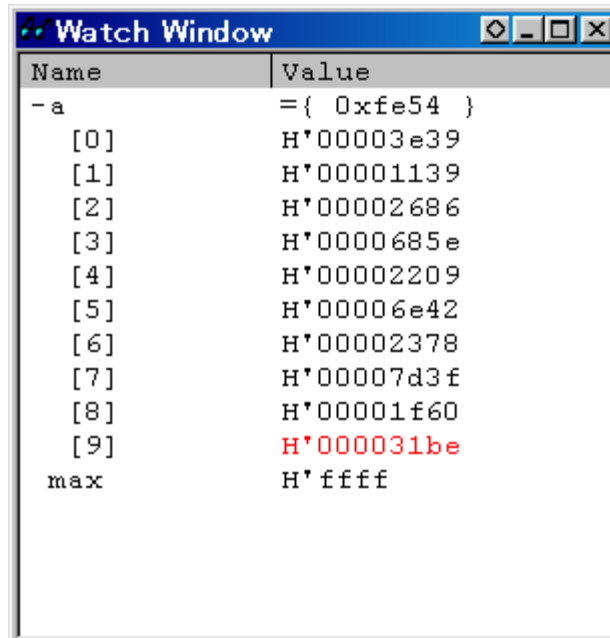 Watch Window
Name Value
-a ={ 0xfe54 }
[0] H'00003e39
[1] H'00001139
[2] H'00002686
[3] H'0000685e
[4] H'00002209
[5] H'00006e42
[6] H'00002378
[7] H'00007d3f
[8] H'00001f60
[9] H'000031be
max H'ffff